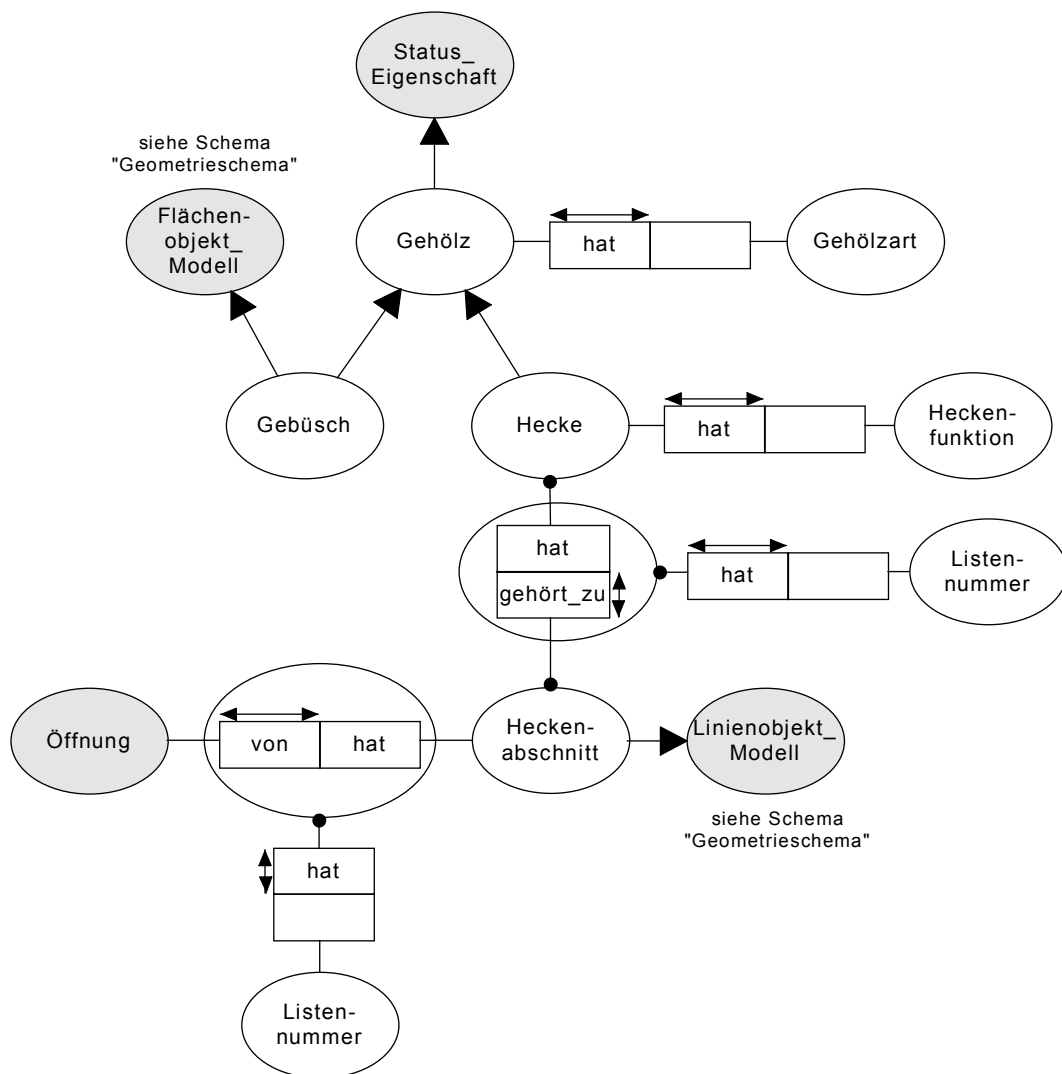 Status_
Eigenschaft
siehe Schema
"Geometrieschema"
Flächen-
objekt_
Modell
Gehölz
hat
Gehölzart
Gebüsch
Hecke
hat
Hecken-
funktion
hat
gehört_zu
hat
Listen-
nummer
Öffnung
von
hat
Hecken-
abschnitt
Linienobjekt_
Modell
siehe Schema
"Geometrieschema"
hat
Listen-
nummer